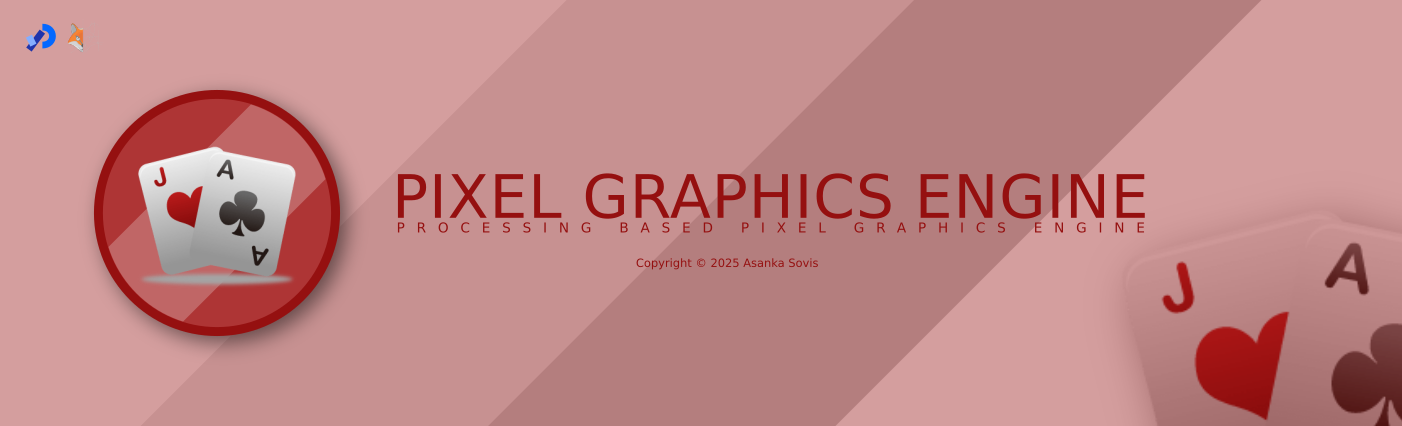 J A
A
PIXEL GRAPHICS ENGINE
PROCESSING BASED PIXEL GRAPHICS ENGINE
Copyright © 2025 Asanka Sovis
J A